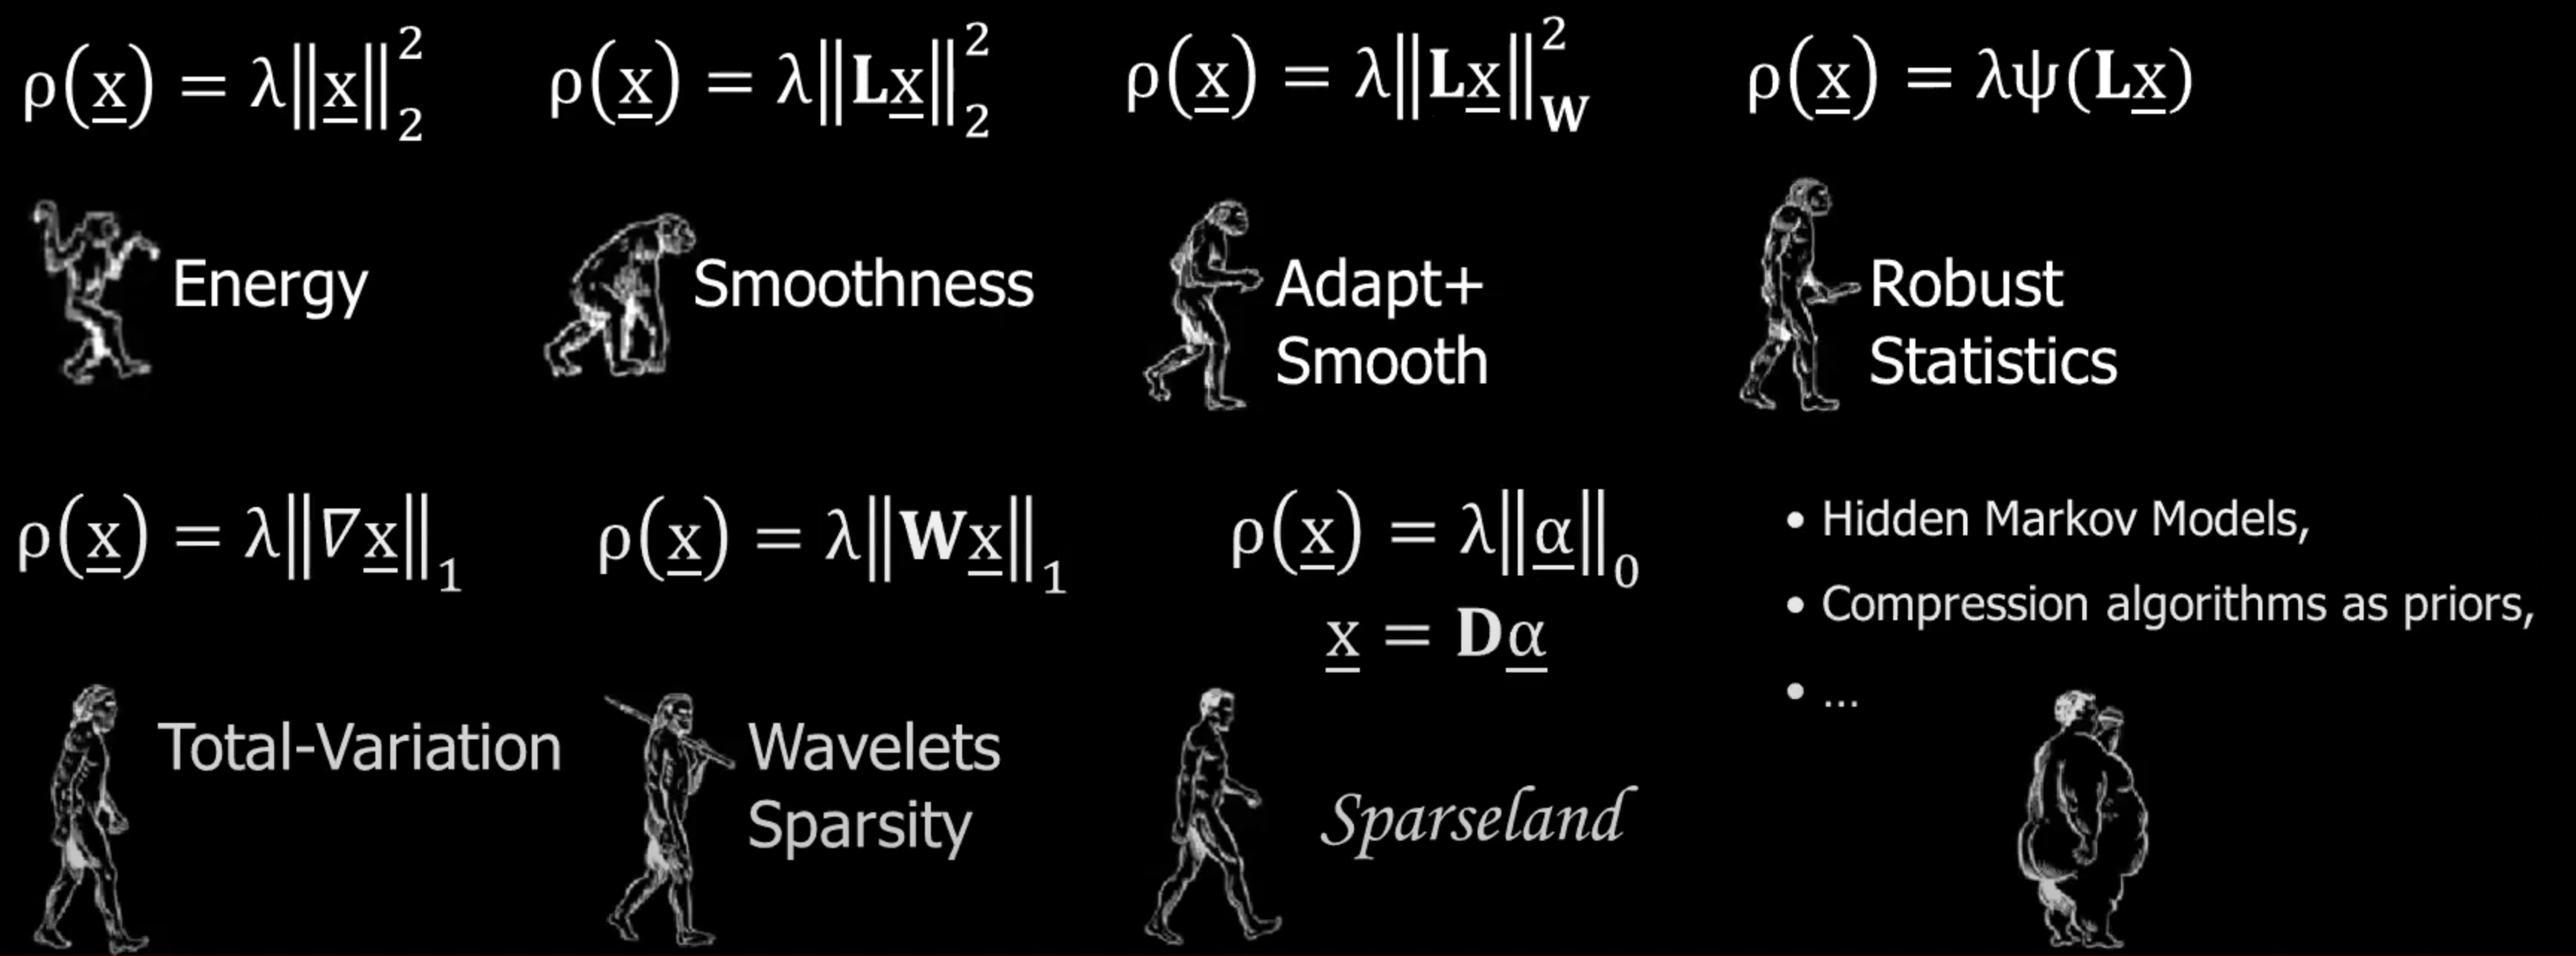 ρ(x) = λ‖x‖₂²
ρ(x) = λ‖Lx‖₂²
ρ(x) = λ‖Lx‖²_W
ρ(x) = λψ(Lx)
Energy
Smoothness
Adapt+
Smooth
Robust
Statistics
ρ(x) = λ‖∇x‖₁
ρ(x) = λ‖Wx‖₁
ρ(x) = λ‖α‖₀
x = Dα
• Hidden Markov Models,
• Compression algorithms as priors,
• ...
Total-Variation
Wavelets
Sparsity
Sparseland